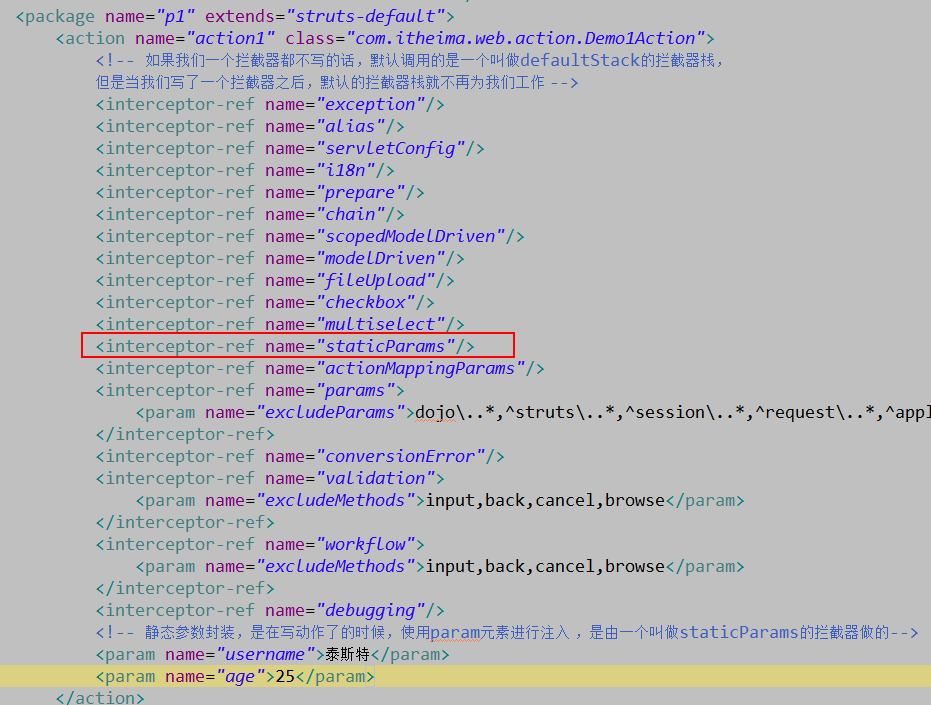 <package name="p1" extends="struts-default">
<action name="action1" class="com.itheima.web.action.Demo1Action">
<!-- 如果我们一个拦截器都不写的话，默认调用的是一个叫做defaultStack的拦截器栈，
但是当我们写了一个拦截器之后，默认的拦截器栈就不再为我们工作 -->
<interceptor-ref name="exception"/>
<interceptor-ref name="alias"/>
<interceptor-ref name="servletConfig"/>
<interceptor-ref name="i18n"/>
<interceptor-ref name="prepare"/>
<interceptor-ref name="chain"/>
<interceptor-ref name="scopedModelDriven"/>
<interceptor-ref name="modelDriven"/>
<interceptor-ref name="fileUpload"/>
<interceptor-ref name="checkbox"/>
<interceptor-ref name="multiselect"/>
<interceptor-ref name="staticParams"/>
<interceptor-ref name="actionMappingParams"/>
<interceptor-ref name="params">
<param name="excludeParams">dojo\..*,^struts\..*,^session\..*,^request\..*,^appl
</interceptor-ref>
<interceptor-ref name="conversionError"/>
<interceptor-ref name="validation">
<param name="excludeMethods">input,back,cancel,browse</param>
</interceptor-ref>
<interceptor-ref name="workflow">
<param name="excludeMethods">input,back,cancel,browse</param>
</interceptor-ref>
<interceptor-ref name="debugging"/>
<!-- 静态参数封装，是在写动作了的时候，使用param元素进行注入 ，是由一个叫做staticParams的拦截器做的-->
<param name="username">泰斯特</param>
<param name="age">25</param>
</action>